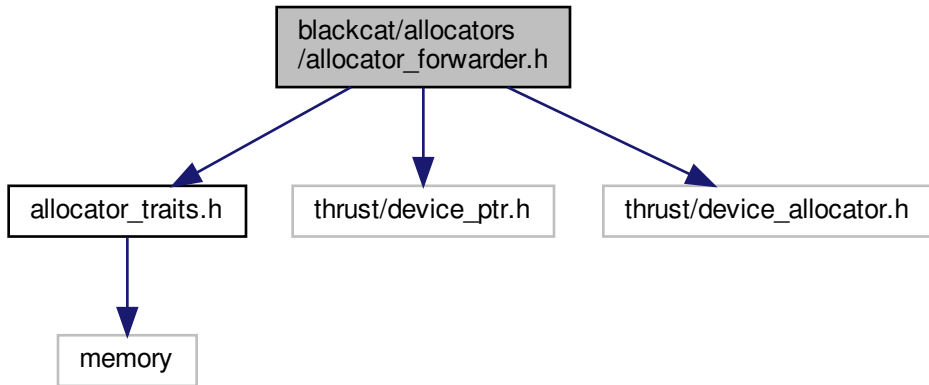 blackcat/allocators
/allocator_forwarder.h
allocator_traits.h
thrust/device_ptr.h
thrust/device_allocator.h
memory